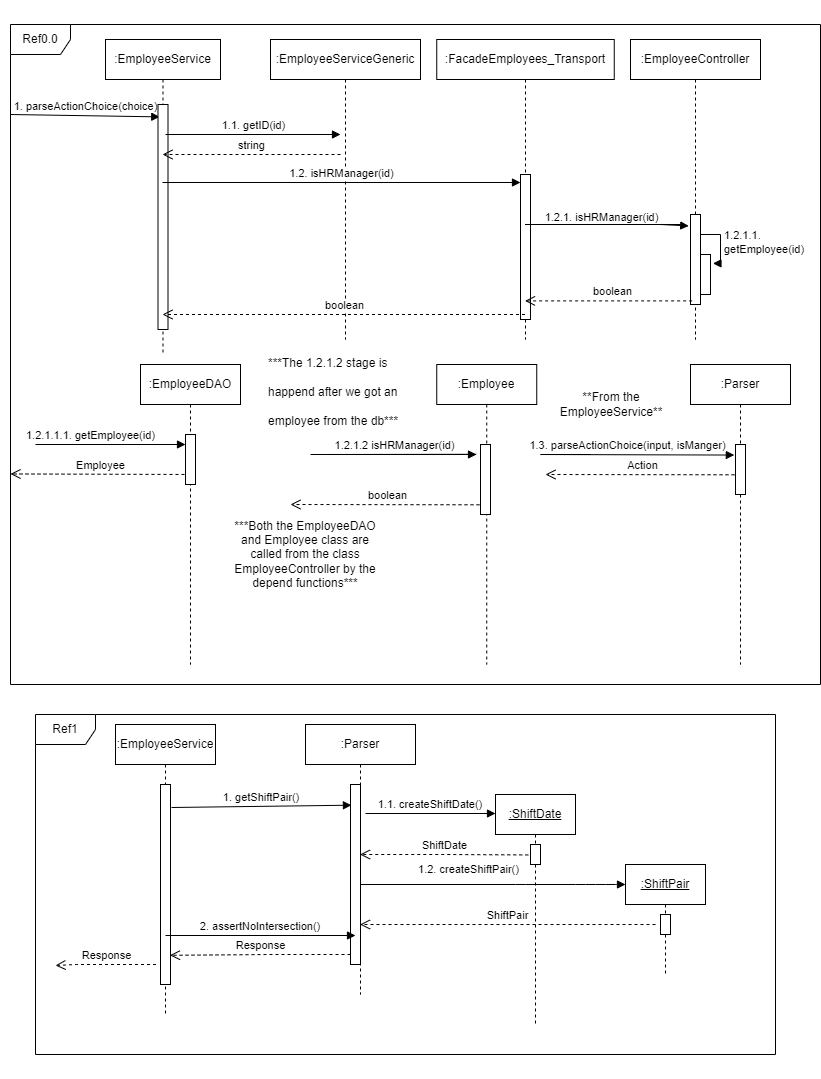 Ref0.0
:EmployeeService
:EmployeeServiceGeneric
:FacadeEmployees_Transport
:EmployeeController
1. parseActionChoice(choice)
1.1. getID(id)
string
1.2. isHRManager(id)
1.2.1. isHRManager(id)
1.2.1.1.
getEmployee(id)
boolean
boolean
***The 1.2.1.2 stage is
happend after we got an
employee from the db***
:EmployeeDAO
:Employee
:Parser
**From the
EmployeeService**
1.2.1.1.1. getEmployee(id)
Employee
1.2.1.2 isHRManager(id)
boolean
1.3. parseActionChoice(input, isManger)
Action
***Both the EmployeeDAO
and Employee class are
called from the class
EmployeeController by the
depend functions***
Ref1
:EmployeeService
:Parser
1. getShiftPair()
1.1. createShiftDate()
:ShiftDate
ShiftDate
1.2. createShiftPair()
:ShiftPair
ShiftPair
2. assertNoIntersection()
Response
Response